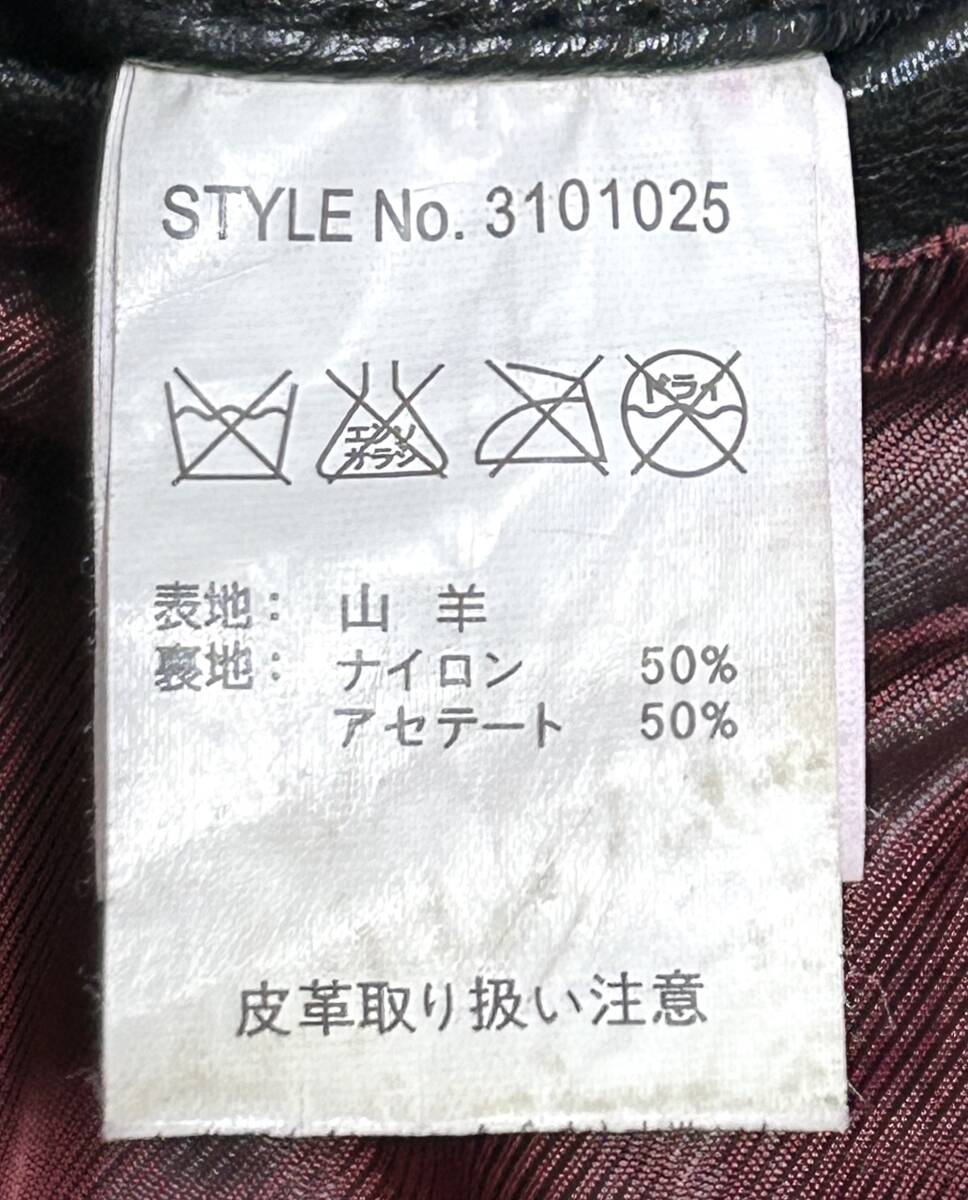 STYLE No. 3101025
エンソ
オラシ
ドライ
表地： 山 羊
裏地： ナイロン 50%
アセテート 50%
皮革取り扱い注意